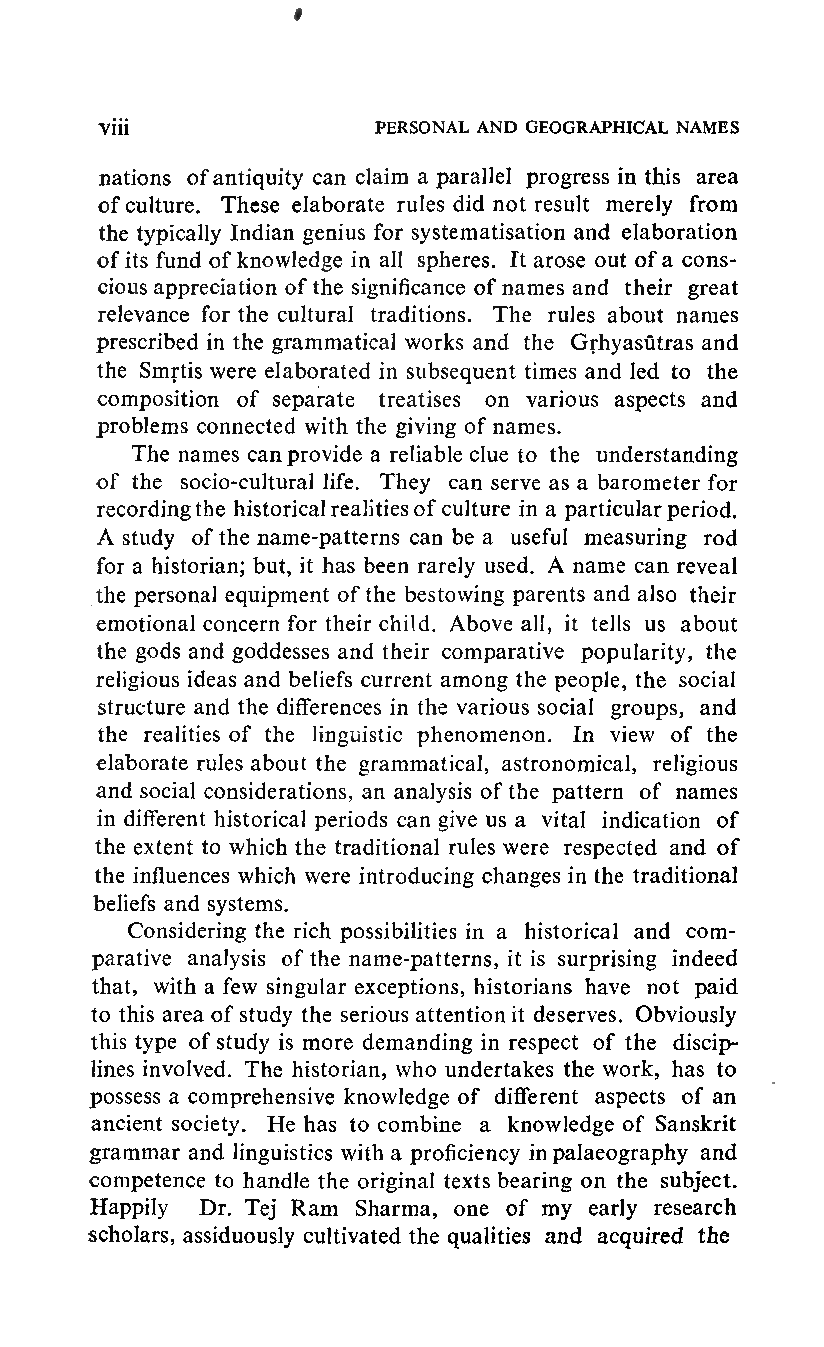 viii PERSONAL AND GEOGRAPHICAL NAMES
nations of antiquity can claim a parallel progress in this area
of culture. These elaborate rules did not result merely from
the typically Indian genius for systematisation and elaboration
of its fund of knowledge in all spheres. It arose out of a cons-
cious appreciation of the significance of names and their great
relevance for the cultural traditions. The rules about names
prescribed in the grammatical works and the Gṛhyasūtras and
the Smṛtis were elaborated in subsequent times and led to the
composition of separate treatises on various aspects and
problems connected with the giving of names.
The names can provide a reliable clue to the understanding
of the socio-cultural life. They can serve as a barometer for
recording the historical realities of culture in a particular period.
A study of the name-patterns can be a useful measuring rod
for a historian; but, it has been rarely used. A name can reveal
the personal equipment of the bestowing parents and also their
emotional concern for their child. Above all, it tells us about
the gods and goddesses and their comparative popularity, the
religious ideas and beliefs current among the people, the social
structure and the differences in the various social groups, and
the realities of the linguistic phenomenon. In view of the
elaborate rules about the grammatical, astronomical, religious
and social considerations, an analysis of the pattern of names
in different historical periods can give us a vital indication of
the extent to which the traditional rules were respected and of
the influences which were introducing changes in the traditional
beliefs and systems.
Considering the rich possibilities in a historical and com-
parative analysis of the name-patterns, it is surprising indeed
that, with a few singular exceptions, historians have not paid
to this area of study the serious attention it deserves. Obviously
this type of study is more demanding in respect of the discip-
lines involved. The historian, who undertakes the work, has to
possess a comprehensive knowledge of different aspects of an
ancient society. He has to combine a knowledge of Sanskrit
grammar and linguistics with a proficiency in palaeography and
competence to handle the original texts bearing on the subject.
Happily Dr. Tej Ram Sharma, one of my early research
scholars, assiduously cultivated the qualities and acquired the